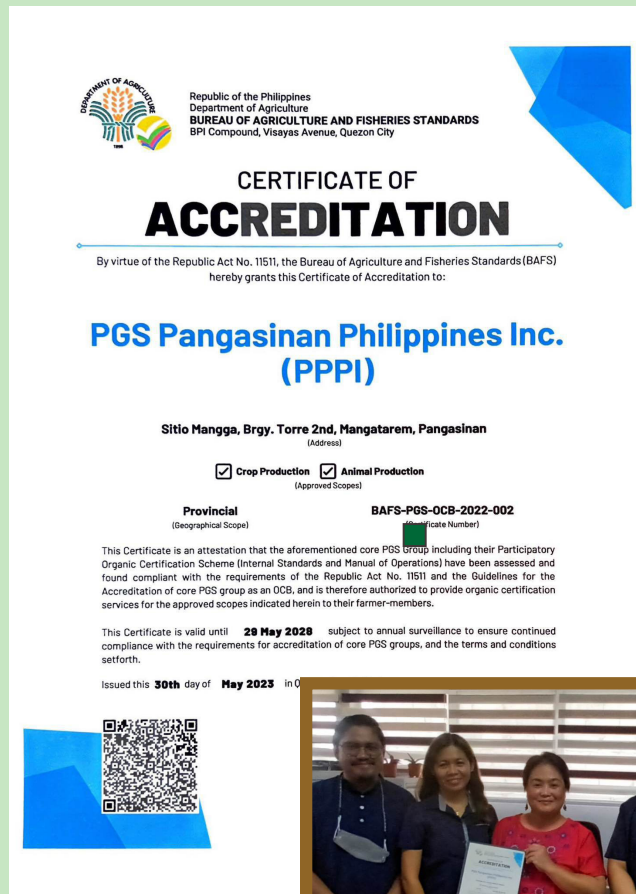 DEPARTMENT OF AGRICULTURE
1898
Republic of the Philippines
Department of Agriculture
BUREAU OF AGRICULTURE AND FISHERIES STANDARDS
BPI Compound, Visayas Avenue, Quezon City
CERTIFICATE OF
ACCREDITATION
By virtue of the Republic Act No. 11511, the Bureau of Agriculture and Fisheries Standards (BAFS)
hereby grants this Certificate of Accreditation to:
PGS Pangasinan Philippines Inc.
(PPPI)
Sitio Mangga, Brgy. Torre 2nd, Mangatarem, Pangasinan
(Address)
Crop Production Animal Production
(Approved Scopes)
Provincial BAFS-PGS-OCB-2022-002
(Geographical Scope) Number)
This Certificate is an attestation that the aforementioned core PGS Group including their Participatory
Organic Certification Scheme (Internal Standards and Manual of Operations) have been assessed and
found compliant with the requirements of the Republic Act No. 11511 and the Guidelines for the
Accreditation of core PGS group as an OCB, and is therefore authorized to provide organic certification
services for the approved scopes indicated herein to their farmer-members.
This Certificate is valid until 29 May 2028 subject to annual surveillance to ensure continued
compliance with the requirements for accreditation of core PGS groups, and the terms and conditions
setforth.
Issued this 30th day of May 2023 in
ACCREDITATION